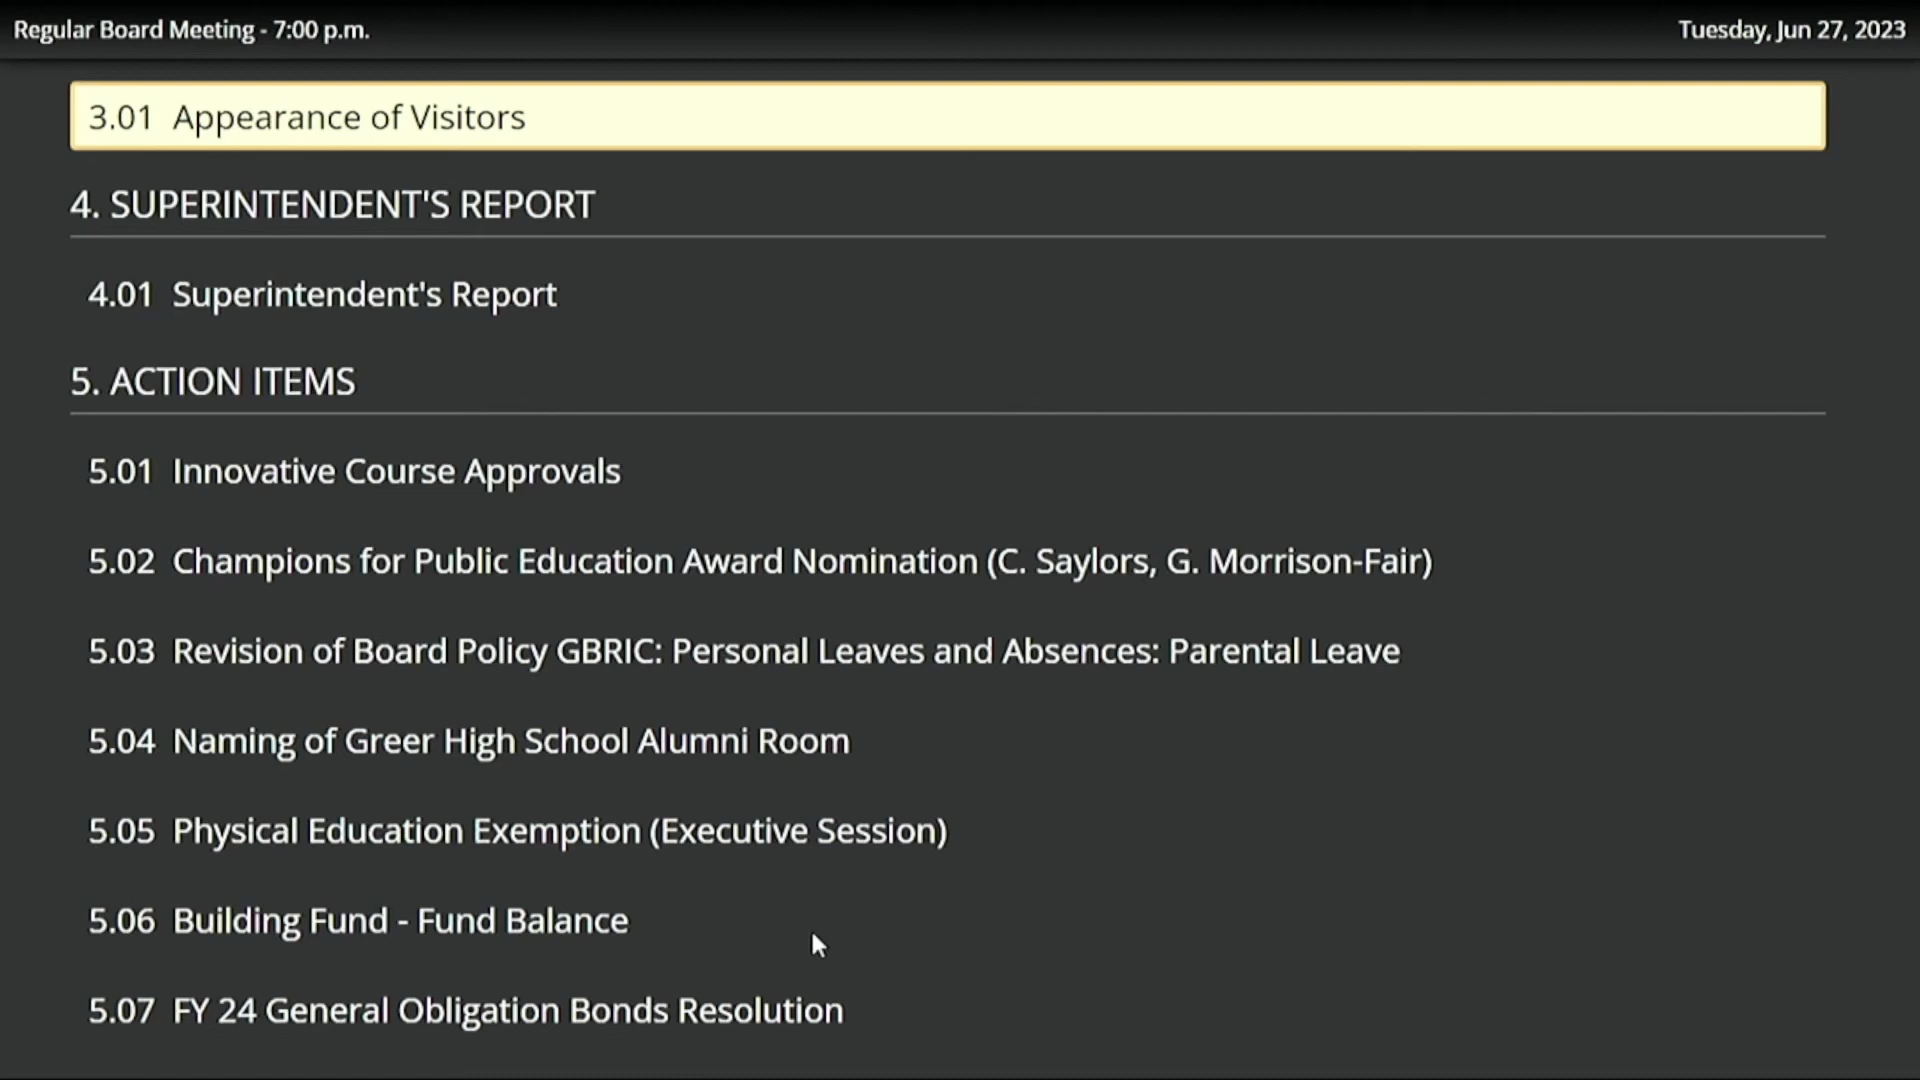 Regular Board Meeting - 7:00 p.m.
Tuesday, Jun 27, 2023
3.01 Appearance of Visitors
4. SUPERINTENDENT'S REPORT
4.01 Superintendent's Report
5. ACTION ITEMS
5.01 Innovative Course Approvals
5.02 Champions for Public Education Award Nomination (C. Saylors, G. Morrison-Fair)
5.03 Revision of Board Policy GBRIC: Personal Leaves and Absences: Parental Leave
5.04 Naming of Greer High School Alumni Room
5.05 Physical Education Exemption (Executive Session)
5.06 Building Fund - Fund Balance
5.07 FY 24 General Obligation Bonds Resolution